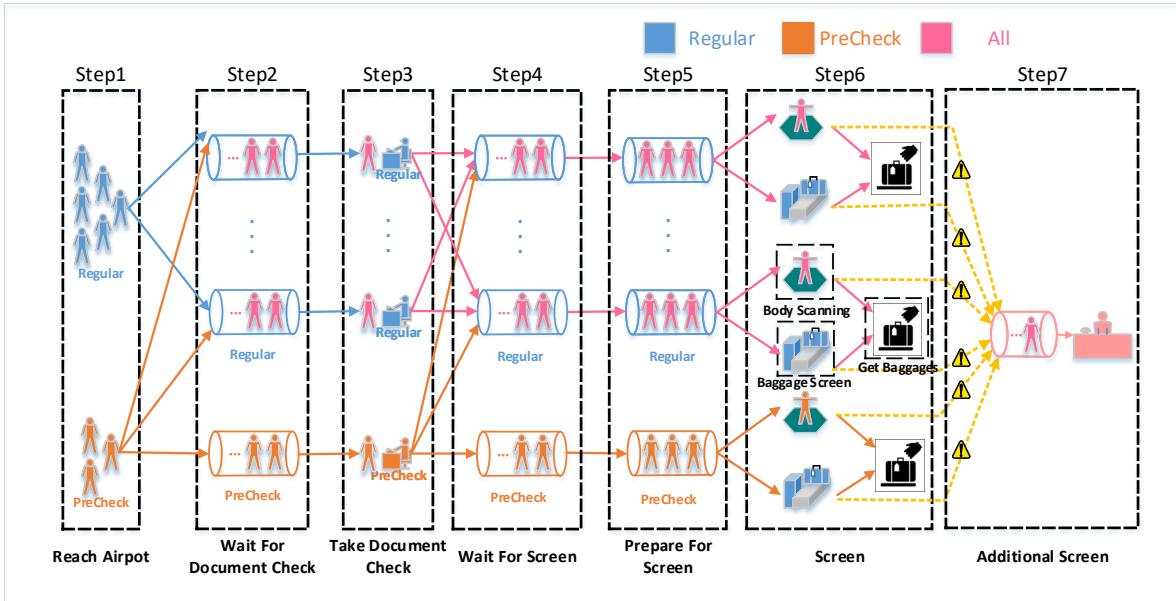 Regular PreCheck All
Step1 Step2 Step3 Step4 Step5 Step6 Step7
... ... ...
Regular
Regular
... ... ...
Regular
Body Scanning
Regular Regular Regular
Baggage Screen Get Baggages
... ...
PreCheck
PreCheck PreCheck PreCheck PreCheck
Reach Airpot
Wait For
Document Check
Take Document
Check
Wait For Screen
Prepare For
Screen
Screen
Additional Screen